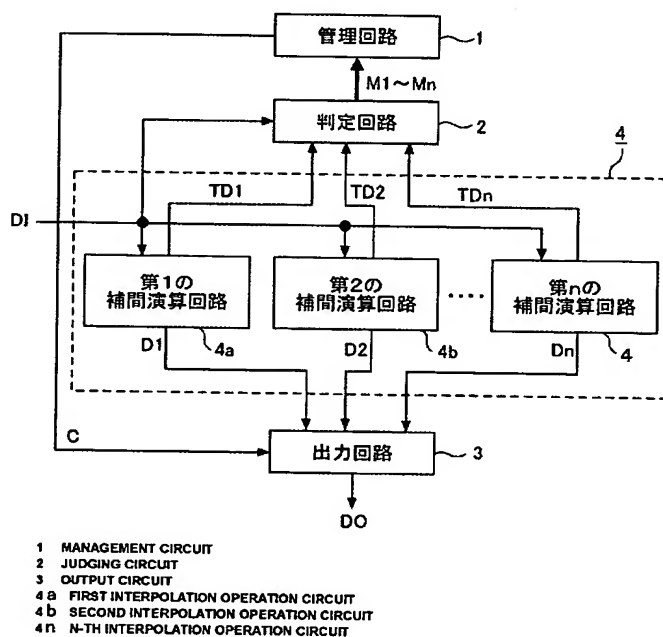 管理回路
1
M1～Mn
判定回路
2
4
TD1
TD2
TDn
DI
第1の
補間演算回路
第2の
補間演算回路
・・・・
第nの
補間演算回路
D1
4a
D2
4b
Dn
4
C
出力回路
3
DO
1 MANAGEMENT CIRCUIT
2 JUDGING CIRCUIT
3 OUTPUT CIRCUIT
4a FIRST INTERPOLATION OPERATION CIRCUIT
4b SECOND INTERPOLATION OPERATION CIRCUIT
4n N-TH INTERPOLATION OPERATION CIRCUIT